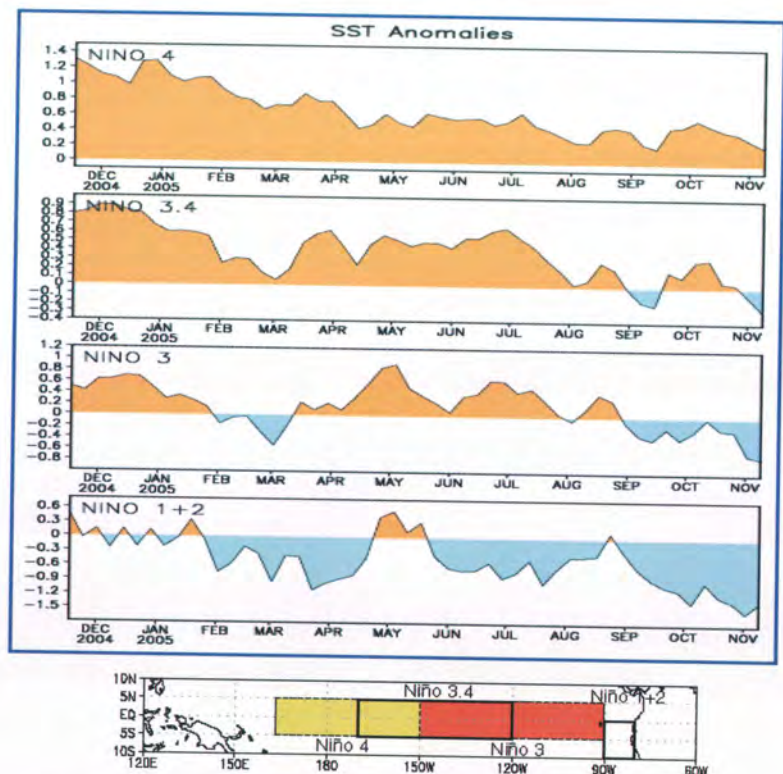 SST Anomalies
NINO 4
1.4
1.2
1
0.8
0.6
0.4
0.2
0
DEC 2004 JAN 2005 FEB MAR APR MAY JUN JUL AUG SEP OCT NOV
NINO 3.4
0.9
0.8
0.7
0.6
0.5
0.4
0.3
0.2
0.1
0
-0.1
-0.2
-0.3
-0.4
DEC 2004 JAN 2005 FEB MAR APR MAY JUN JUL AUG SEP OCT NOV
NINO 3
1.2
1
0.8
0.6
0.4
0.2
0
-0.2
-0.4
-0.6
-0.8
DEC 2004 JAN 2005 FEB MAR APR MAY JUN JUL AUG SEP OCT NOV
NINO 1+2
0.6
0.3
0
-0.3
-0.6
-0.9
-1.2
-1.5
DEC 2004 JAN 2005 FEB MAR APR MAY JUN JUL AUG SEP OCT NOV
10N
5N
EQ
5S
10S
Niño 3.4 Niño 1+2
Niño 4 Niño 3
120E 150E 180 150W 120W 90W 60W